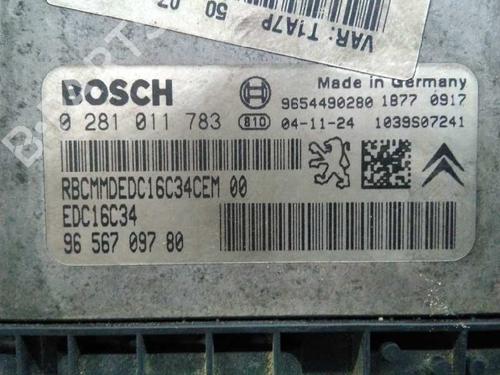 50 07
VAR: T1A7P
BOSCH
Made in Germany
9654490280 1877 0917
0 281 011 783 810 04-11-24 1039S07241
RBCMMDEDC16C34CEM 00
EDC16C34
96 567 097 80